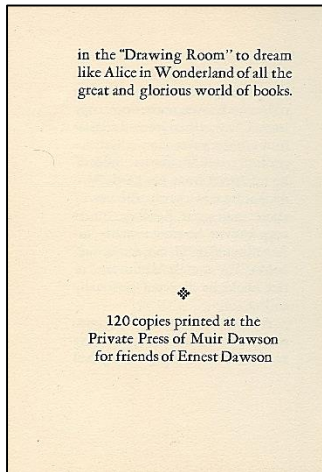 in the “Drawing Room” to dream
like Alice in Wonderland of all the
great and glorious world of books.
120 copies printed at the
Private Press of Muir Dawson
for friends of Ernest Dawson